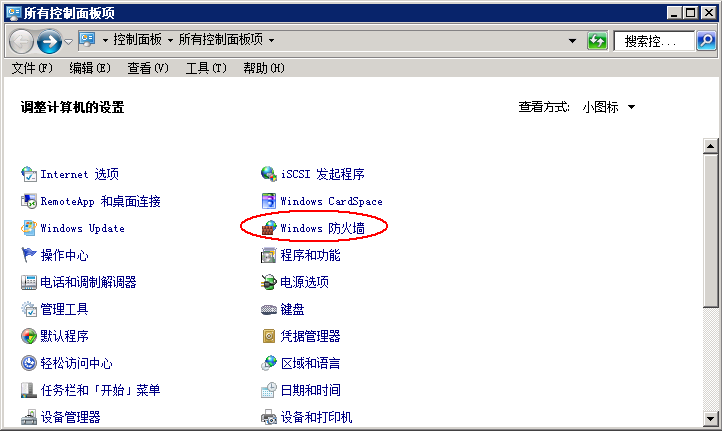 所有控制面板项
控制面板 所有控制面板项 搜索控...
文件(F) 编辑(E) 查看(V) 工具(T) 帮助(H)
调整计算机的设置 查看方式: 小图标
Internet 选项 iSCSI 发起程序
RemoteApp 和桌面连接 Windows CardSpace
Windows Update Windows 防火墙
操作中心 程序和功能
电话和调制解调器 电源选项
管理工具 键盘
默认程序 凭据管理器
轻松访问中心 区域和语言
任务栏和「开始」菜单 日期和时间
设备管理器 设备和打印机